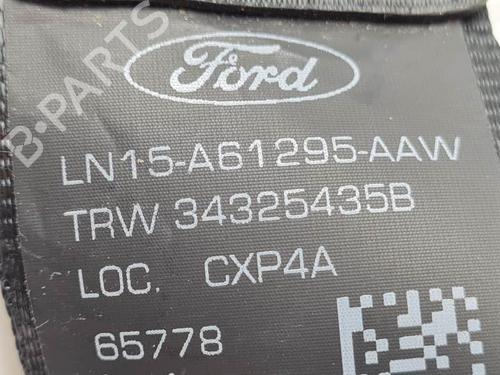 B-PARTS
Ford
LN15-A61295-AAW
TRW 34325435B
LOC. CXP4A
65778